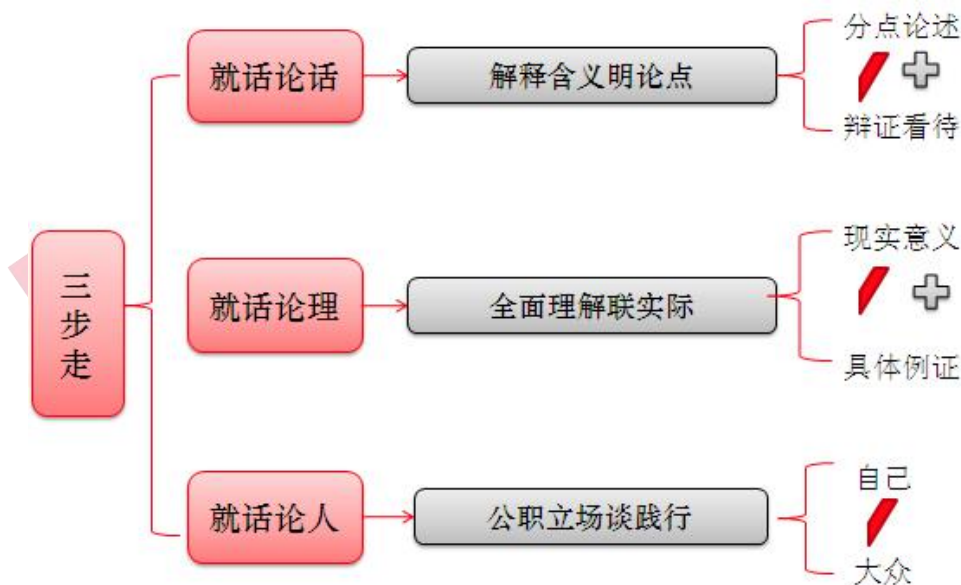 三步走
就话论话
解释含义明论点
分点论述
辩证看待
就话论理
全面理解联实际
现实意义
具体例证
就话论人
公职立场谈践行
自己
大众